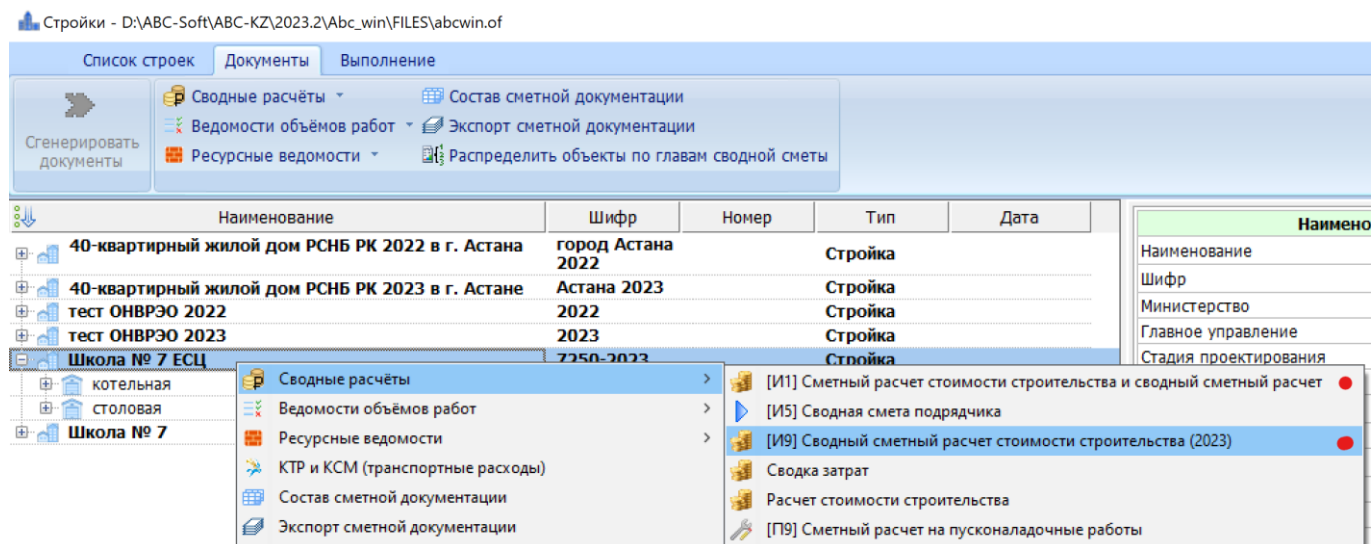 Стройки - D:\ABC-Soft\ABC-KZ\2023.2\Abc_win\FILES\abcwin.of
Список строек Документы Выполнение
Сгенерировать документы
Сводные расчёты
Ведомости объёмов работ
Ресурсные ведомости
Состав сметной документации
Экспорт сметной документации
Распределить объекты по главам сводной сметы
Наименование Шифр Номер Тип Дата
40-квартирный жилой дом РСНБ РК 2022 в г. Астана город Астана 2022 Стройка
40-квартирный жилой дом РСНБ РК 2023 в г. Астане Астана 2023 Стройка
тест ОНВРЭО 2022 2022 Стройка
тест ОНВРЭО 2023 2023 Стройка
Школа № 7 ЕСЦ 7250-2023 Стройка
котельная
столовая
Школа № 7
Наимено
Наименование
Шифр
Министерство
Главное управление
Стадия проектирования
Сводные расчёты
Ведомости объёмов работ
Ресурсные ведомости
КТР и КСМ (транспортные расходы)
Состав сметной документации
Экспорт сметной документации
[И1] Сметный расчет стоимости строительства и сводный сметный расчет
[И5] Сводная смета подрядчика
[И9] Сводный сметный расчет стоимости строительства (2023)
Сводка затрат
Расчет стоимости строительства
[П9] Сметный расчет на пусконаладочные работы